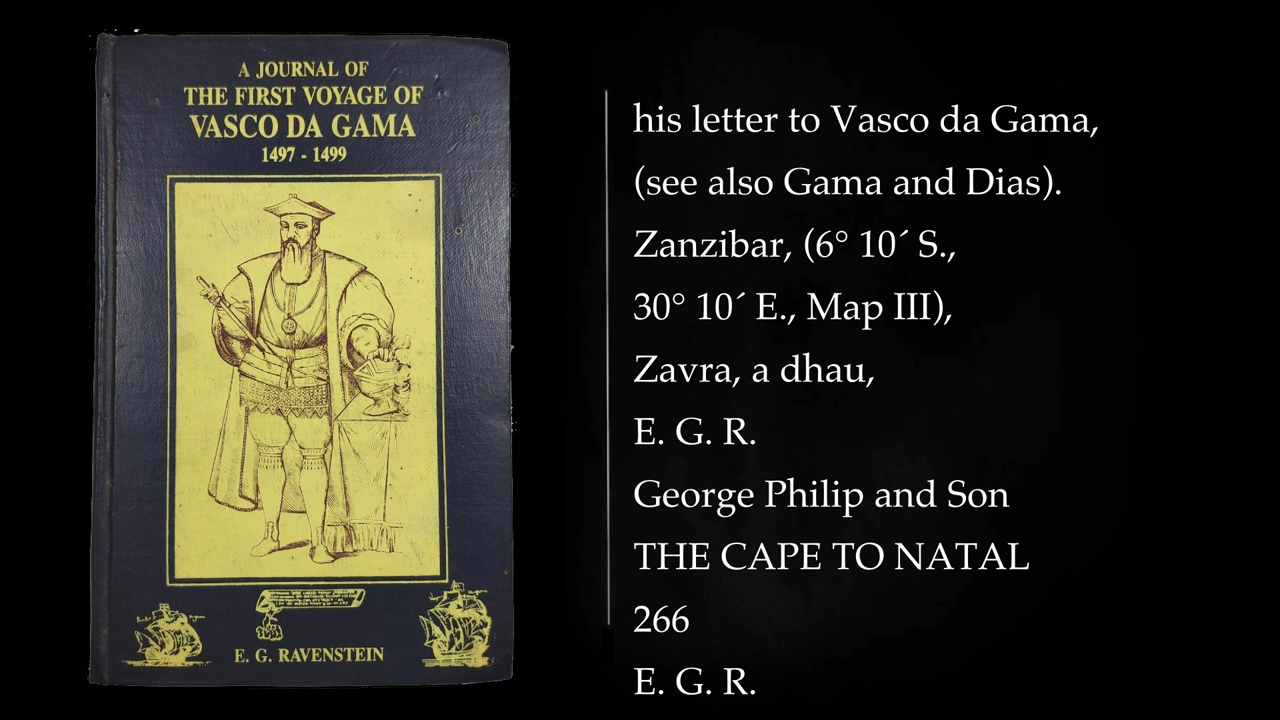 A JOURNAL OF
THE FIRST VOYAGE OF
VASCO DA GAMA
1497 - 1499
E. G. RAVENSTEIN
his letter to Vasco da Gama,
(see also Gama and Dias).
Zanzibar, (6° 10´ S.,
30° 10´ E., Map III),
Zavra, a dhau,
E. G. R.
George Philip and Son
THE CAPE TO NATAL
266
E. G. R.